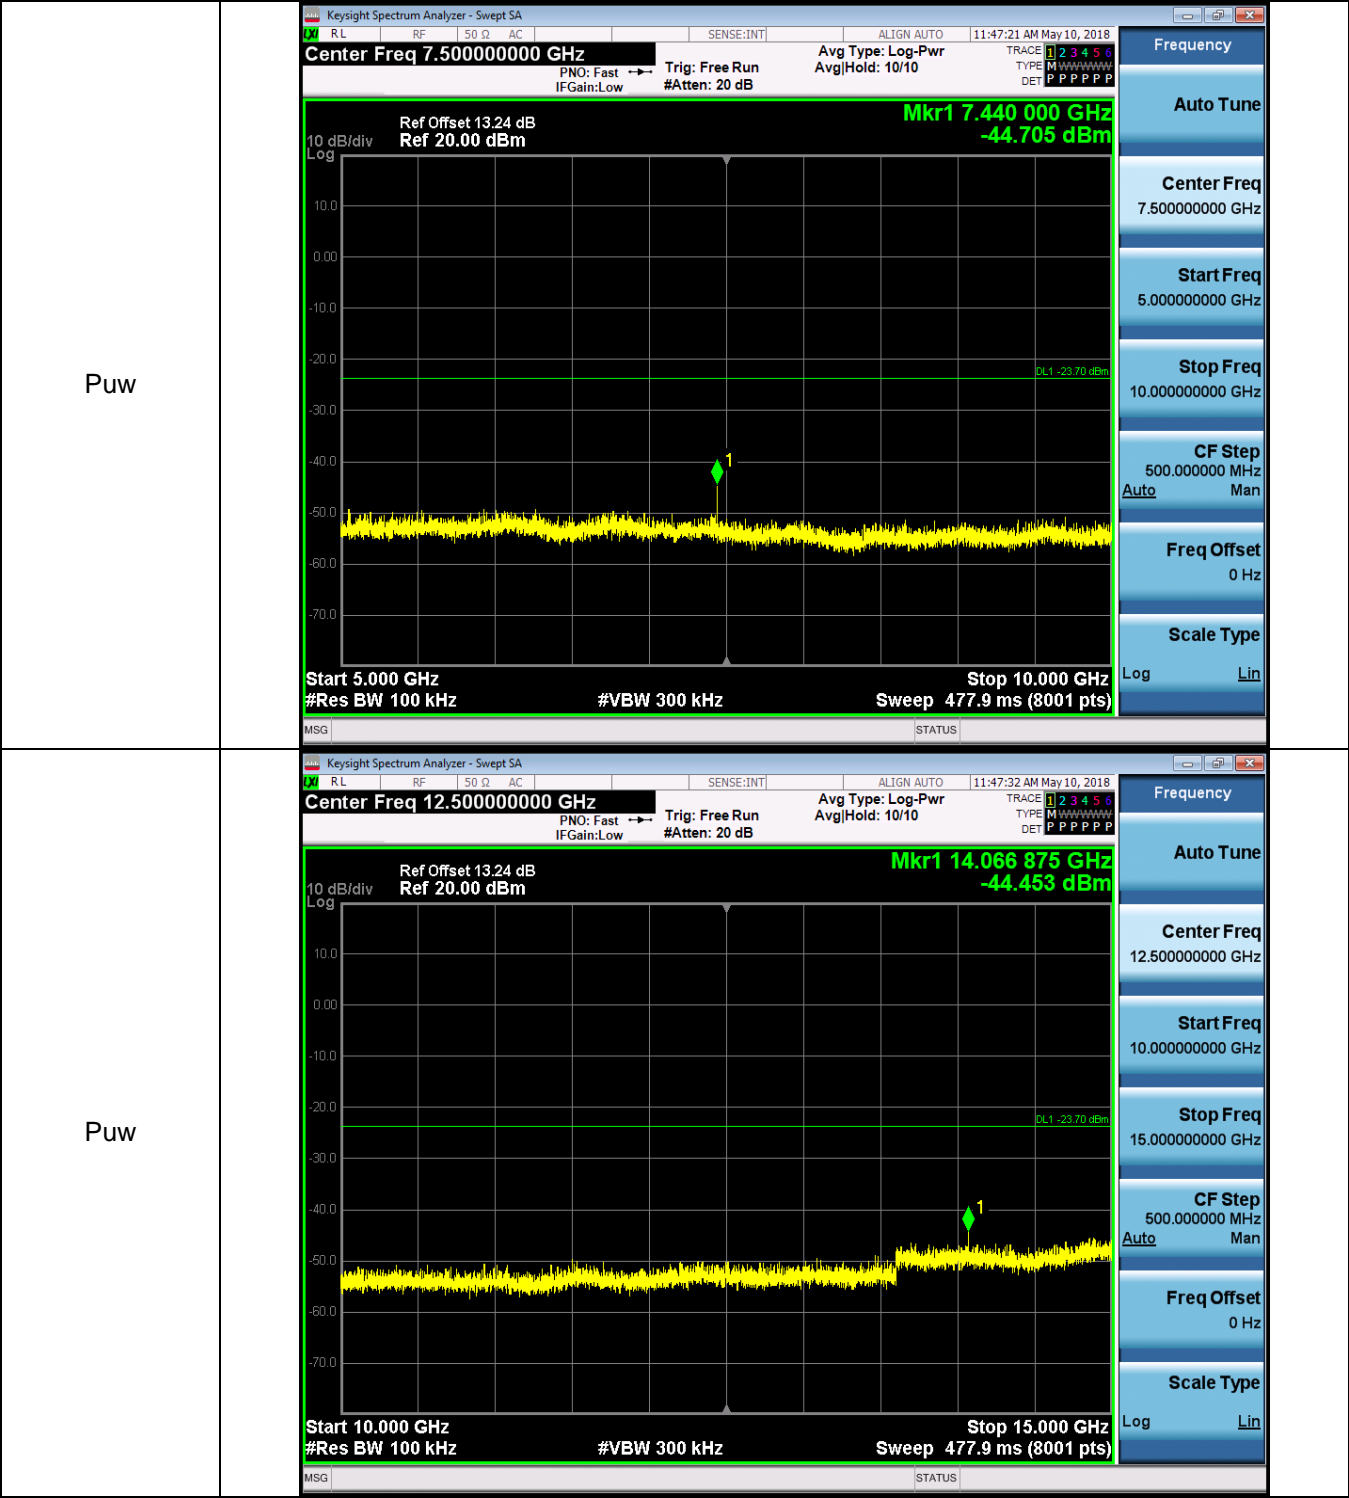 Puw
Keysight Spectrum Analyzer - Swept SA
LXI RL RF 50 Ω AC SENSE:INT ALIGN AUTO 11:47:21 AM May 10, 2018
Center Freq 7.500000000 GHz
PNO: Fast
IFGain:Low
Trig: Free Run
#Atten: 20 dB
Avg Type: Log-Pwr
Avg|Hold: 10/10
TRACE 1 2 3 4 5 6
TYPE M W W W W W
DET P P P P P P
Mkr1 7.440 000 GHz
-44.705 dBm
Ref Offset 13.24 dB
10 dB/div Ref 20.00 dBm
Log
10.0
0.00
-10.0
-20.0
DL1 -23.70 dBm
-30.0
-40.0
1
-50.0
-60.0
-70.0
Start 5.000 GHz Stop 10.000 GHz
#Res BW 100 kHz #VBW 300 kHz Sweep 477.9 ms (8001 pts)
MSG STATUS
Frequency
Auto Tune
Center Freq
7.500000000 GHz
Start Freq
5.000000000 GHz
Stop Freq
10.000000000 GHz
CF Step
500.000000 MHz
Auto Man
Freq Offset
0 Hz
Scale Type
Log Lin
Puw
Keysight Spectrum Analyzer - Swept SA
LXI RL RF 50 Ω AC SENSE:INT ALIGN AUTO 11:47:32 AM May 10, 2018
Center Freq 12.500000000 GHz
PNO: Fast
IFGain:Low
Trig: Free Run
#Atten: 20 dB
Avg Type: Log-Pwr
Avg|Hold: 10/10
TRACE 1 2 3 4 5 6
TYPE M W W W W W
DET P P P P P P
Mkr1 14.066 875 GHz
-44.453 dBm
Ref Offset 13.24 dB
10 dB/div Ref 20.00 dBm
Log
10.0
0.00
-10.0
-20.0
DL1 -23.70 dBm
-30.0
-40.0
1
-50.0
-60.0
-70.0
Start 10.000 GHz Stop 15.000 GHz
#Res BW 100 kHz #VBW 300 kHz Sweep 477.9 ms (8001 pts)
MSG STATUS
Frequency
Auto Tune
Center Freq
12.500000000 GHz
Start Freq
10.000000000 GHz
Stop Freq
15.000000000 GHz
CF Step
500.000000 MHz
Auto Man
Freq Offset
0 Hz
Scale Type
Log Lin